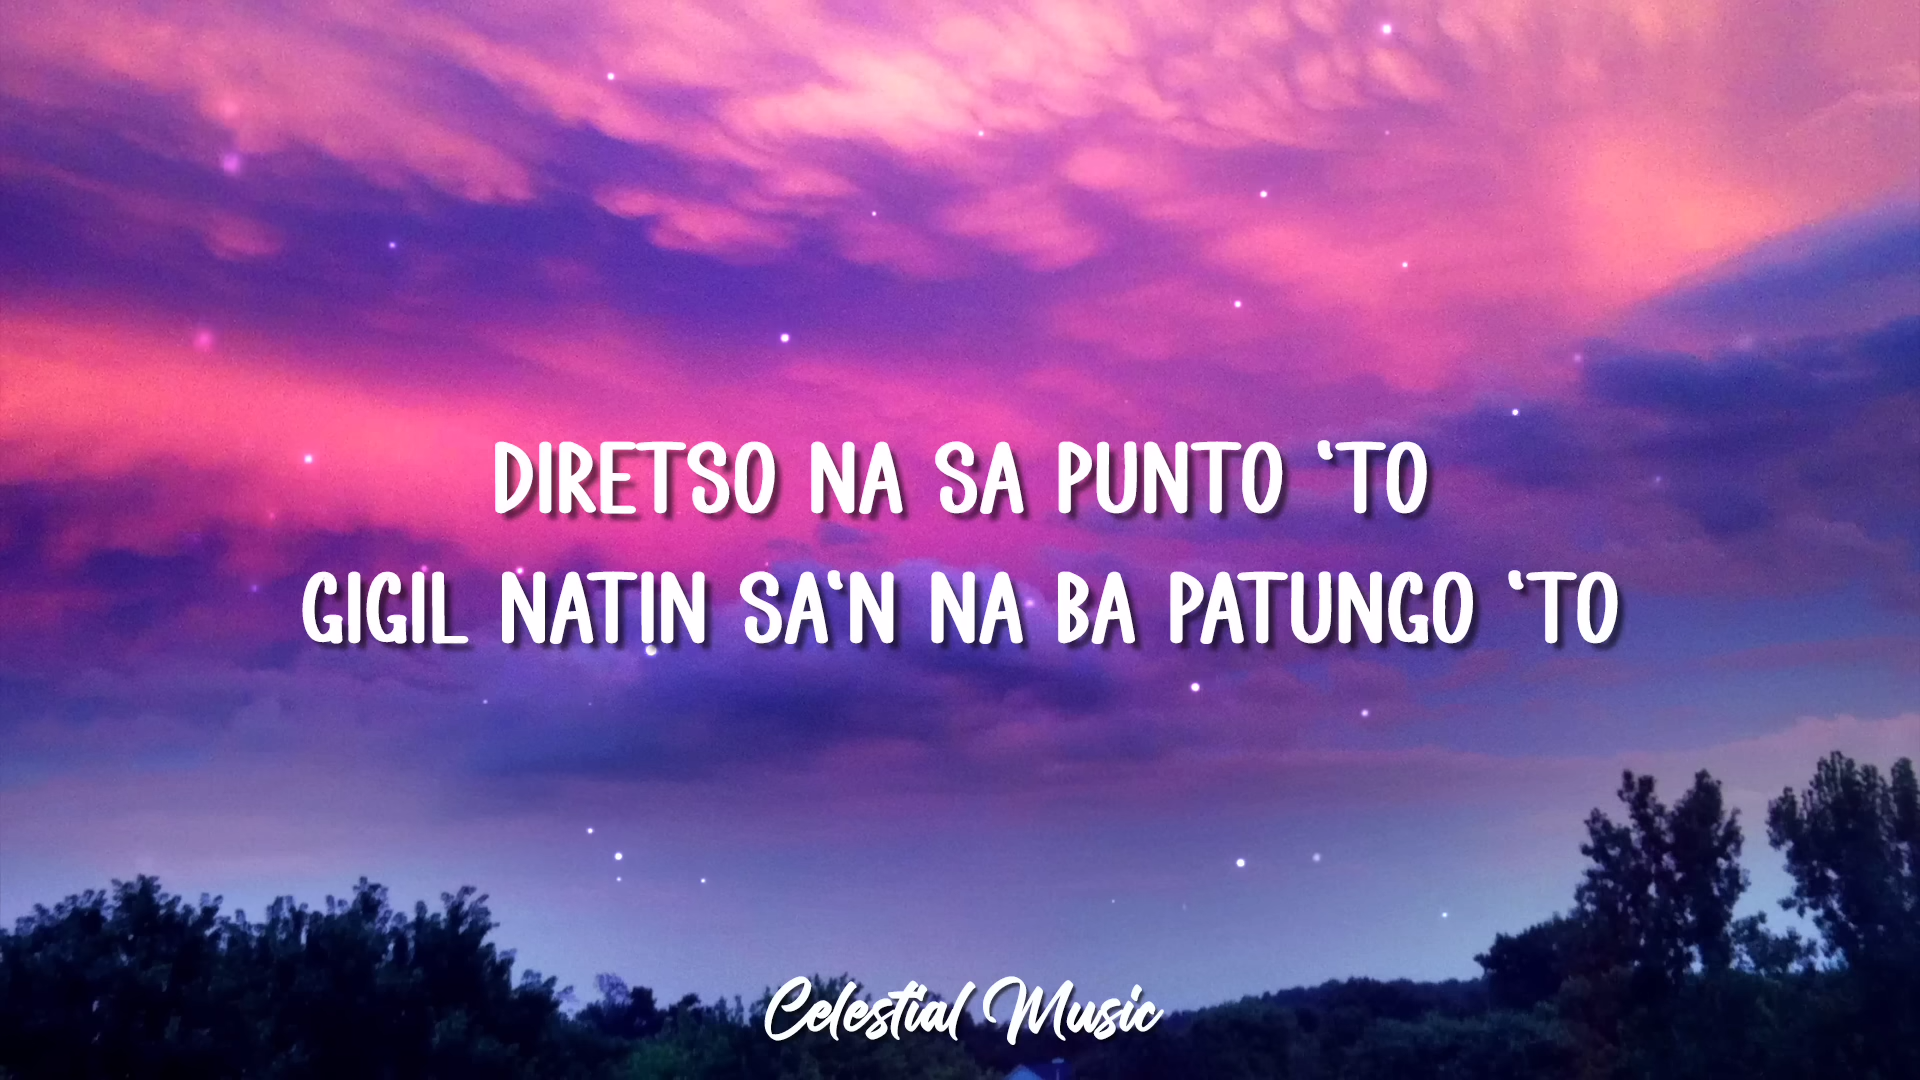 DIRETSO NA SA PUNTO ‘TO
GIGIL NATIN SA‘N NA BA PATUNGO ‘TO
Celestial Music